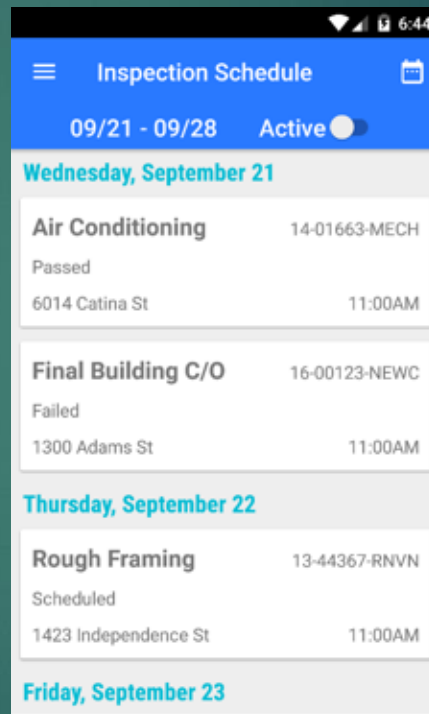 6:44
Inspection Schedule
09/21 - 09/28 Active
Wednesday, September 21
Air Conditioning 14-01663-MECH
Passed
6014 Catina St 11:00AM
Final Building C/O 16-00123-NEWC
Failed
1300 Adams St 11:00AM
Thursday, September 22
Rough Framing 13-44367-RNVN
Scheduled
1423 Independence St 11:00AM
Friday, September 23